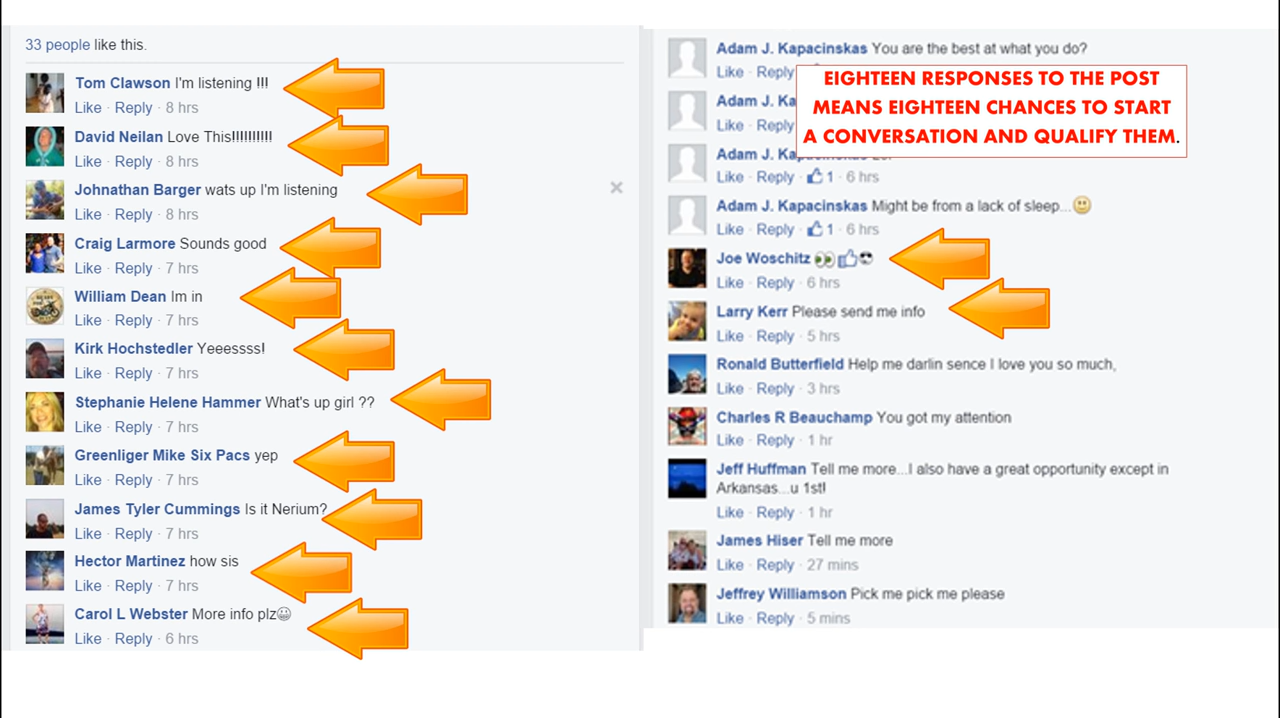 33 people like this.
Tom Clawson I'm listening !!!
Like · Reply · 8 hrs
David Neilan Love This!!!!!!!!!!
Like · Reply · 8 hrs
Johnathan Barger wats up I'm listening
Like · Reply · 8 hrs
Craig Larmore Sounds good
Like · Reply · 7 hrs
William Dean Im in
Like · Reply · 7 hrs
Kirk Hochstedler Yeeessss!
Like · Reply · 7 hrs
Stephanie Helene Hammer What's up girl ??
Like · Reply · 7 hrs
Greenliger Mike Six Pacs yep
Like · Reply · 7 hrs
James Tyler Cummings Is it Nerium?
Like · Reply · 7 hrs
Hector Martinez how sis
Like · Reply · 7 hrs
Carol L Webster More info plz😀
Like · Reply · 6 hrs
Adam J. Kapacinskas You are the best at what you do?
Like · Reply
EIGHTEEN RESPONSES TO THE POST
MEANS EIGHTEEN CHANCES TO START
A CONVERSATION AND QUALIFY THEM.
Adam J. Ka
Like · Reply
Adam J. Ka
Like · Reply · 👍 1 · 6 hrs
Adam J. Kapacinskas Might be from a lack of sleep...🙂
Like · Reply · 👍 1 · 6 hrs
Joe Woschitz 👀👍😎
Like · Reply · 6 hrs
Larry Kerr Please send me info
Like · Reply · 5 hrs
Ronald Butterfield Help me darlin sence I love you so much,
Like · Reply · 3 hrs
Charles R Beauchamp You got my attention
Like · Reply · 1 hr
Jeff Huffman Tell me more...I also have a great opportunity except in
Arkansas...u 1st!
Like · Reply · 1 hr
James Hiser Tell me more
Like · Reply · 27 mins
Jeffrey Williamson Pick me pick me please
Like · Reply · 5 mins